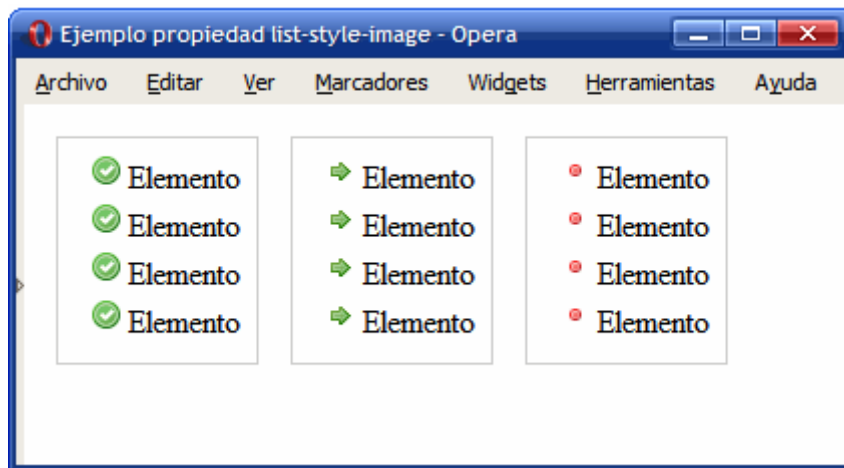 Ejemplo propiedad list-style-image - Opera
Archivo Editar Ver Marcadores Widgets Herramientas Ayuda
Elemento
Elemento
Elemento
Elemento
Elemento
Elemento
Elemento
Elemento
Elemento
Elemento
Elemento
Elemento